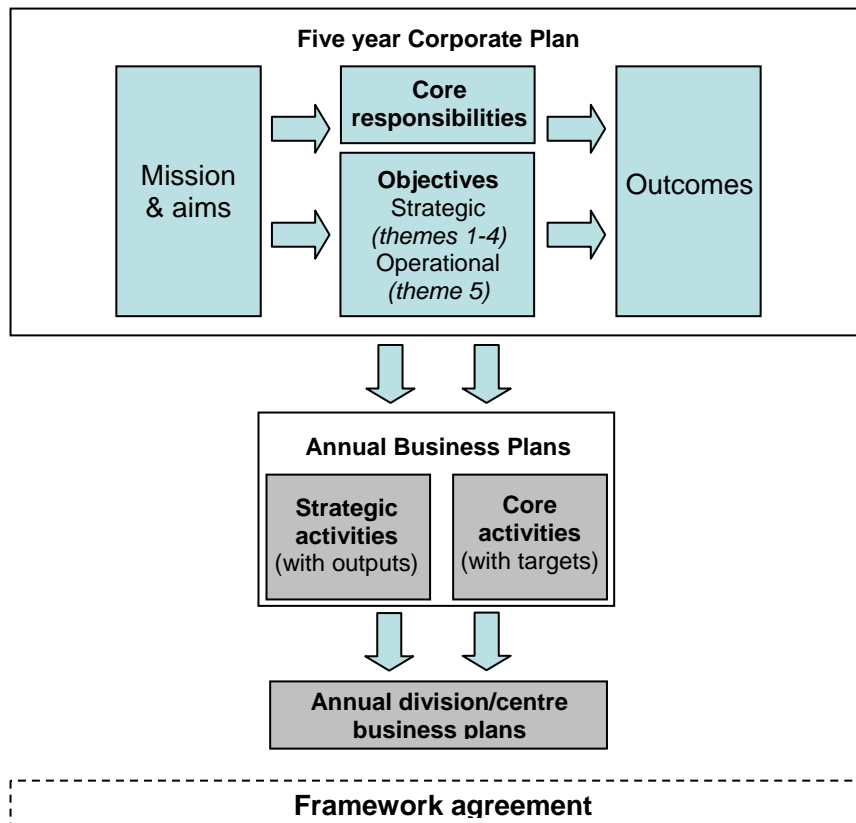 Five year Corporate Plan
Mission
& aims
Core
responsibilities
Objectives
Strategic
(themes 1-4)
Operational
(theme 5)
Outcomes
Annual Business Plans
Strategic
activities
(with outputs)
Core
activities
(with targets)
Annual division/centre
business plans
Framework agreement